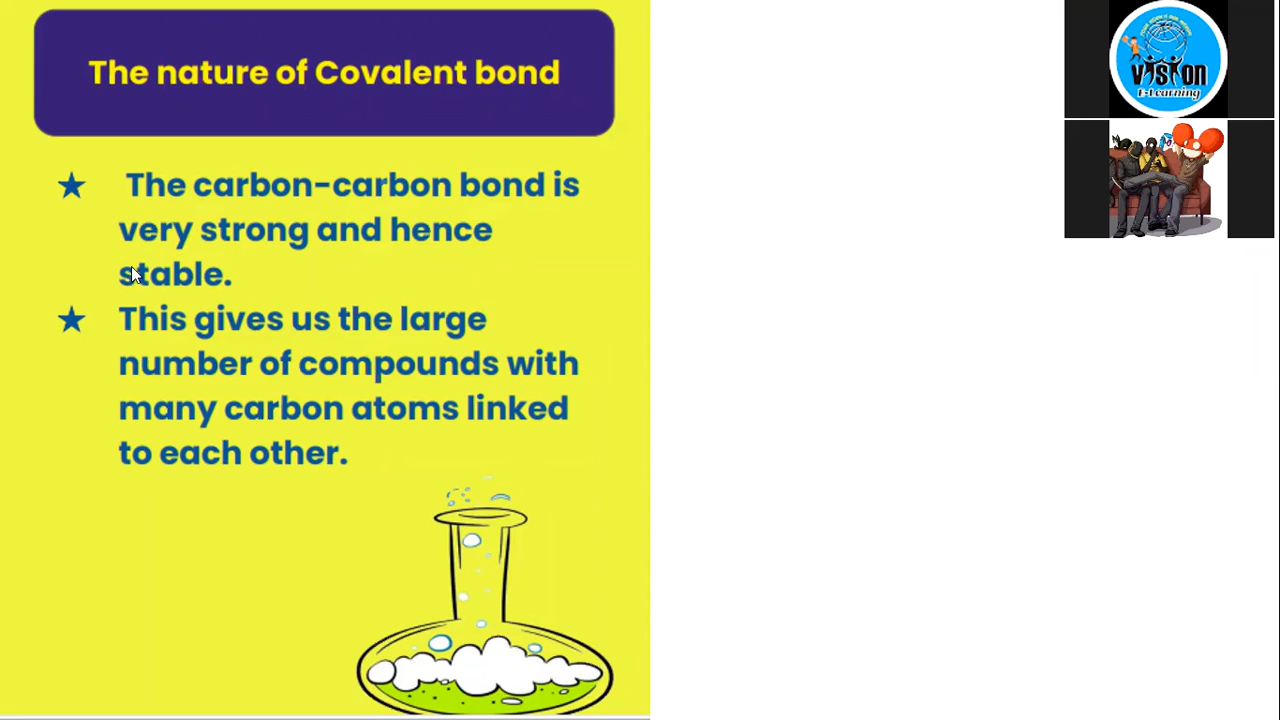 The nature of Covalent bond
★ The carbon-carbon bond is
very strong and hence
stable.
★ This gives us the large
number of compounds with
many carbon atoms linked
to each other.
vision
E-Learning